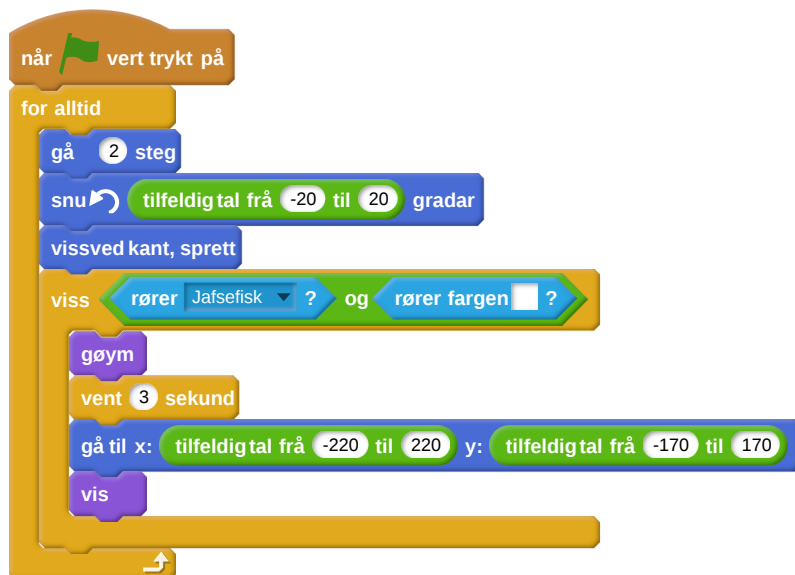 når vert trykt på
for alltid
gå 2 steg
snu tilfeldig tal frå -20 til 20 gradar
vissved kant, sprett
viss rører Jafsefisk ? og rører fargen ?
gøym
vent 3 sekund
gå til x: tilfeldig tal frå -220 til 220 y: tilfeldig tal frå -170 til 170
vis